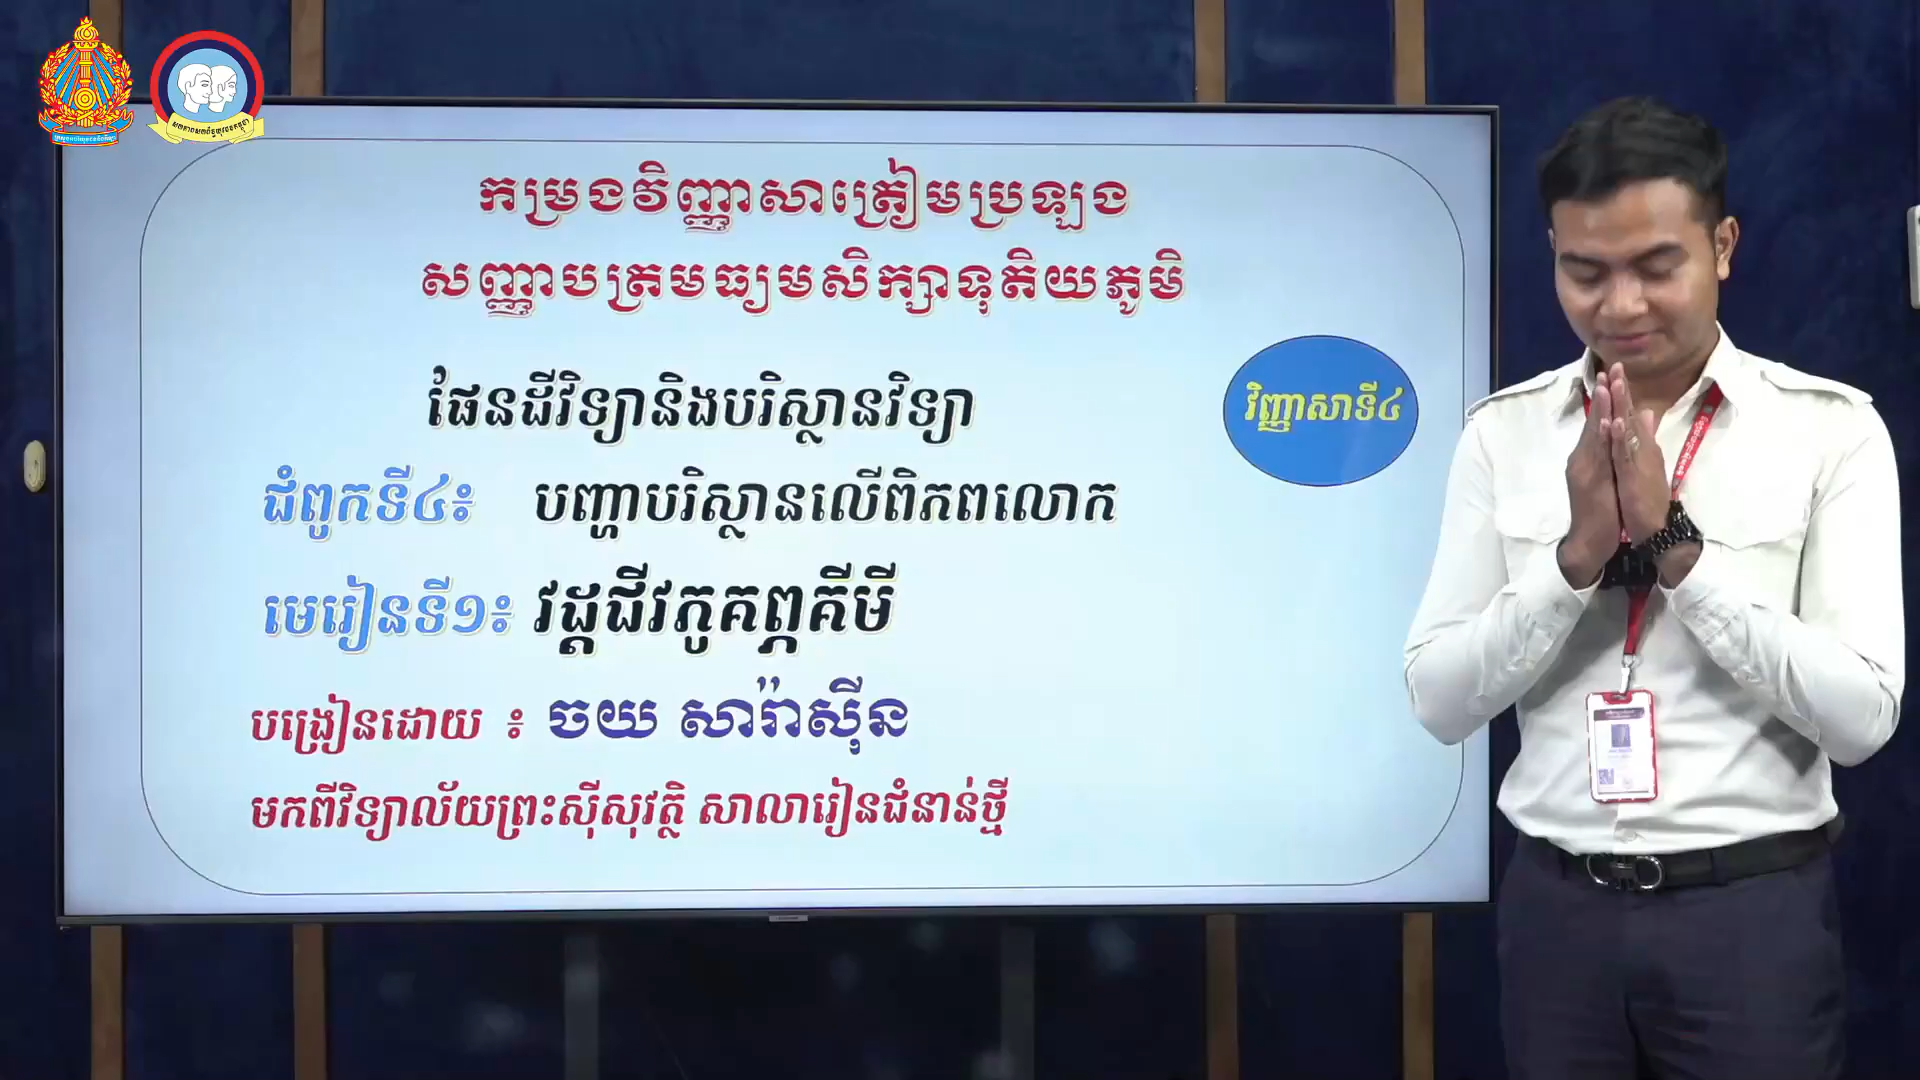 កម្រងវិញ្ញាសាត្រៀមប្រឡង
សញ្ញាបត្រមធ្យមសិក្សាទុតិយភូមិ
ផែនដីវិទ្យានិងបរិស្ថានវិទ្យា
វិញ្ញាសាទី៤
ជំពូកទី៤៖ បញ្ហាបរិស្ថានលើពិភពលោក
មេរៀនទី១៖ វដ្តជីវភូគព្ភគីមី
បង្រៀនដោយ ៖ ចយ សារ៉ាស៊ីន
មកពីវិទ្យាល័យព្រះស៊ីសុវត្ថិ សាលារៀនជំនាន់ថ្មី